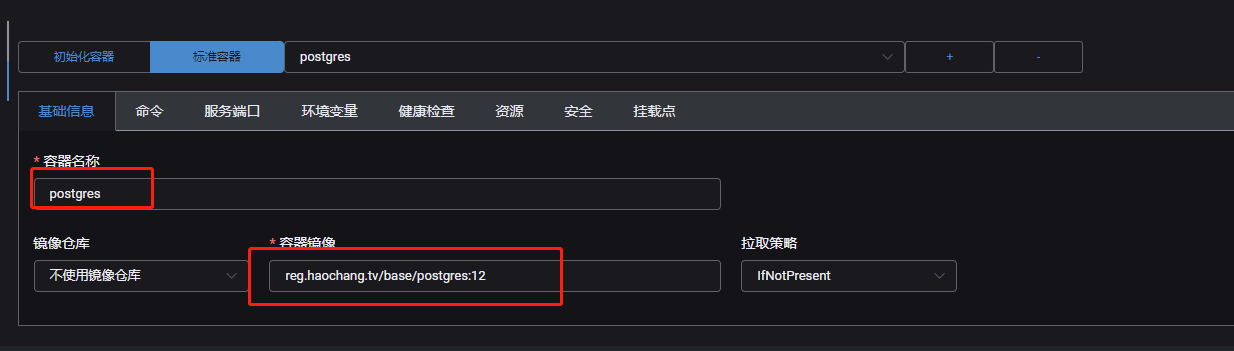 初始化容器 标准容器 postgres + -
基础信息 命令 服务端口 环境变量 健康检查 资源 安全 挂载点
* 容器名称
postgres
镜像仓库 * 容器镜像 拉取策略
不使用镜像仓库 reg.haochang.tv/base/postgres:12 IfNotPresent